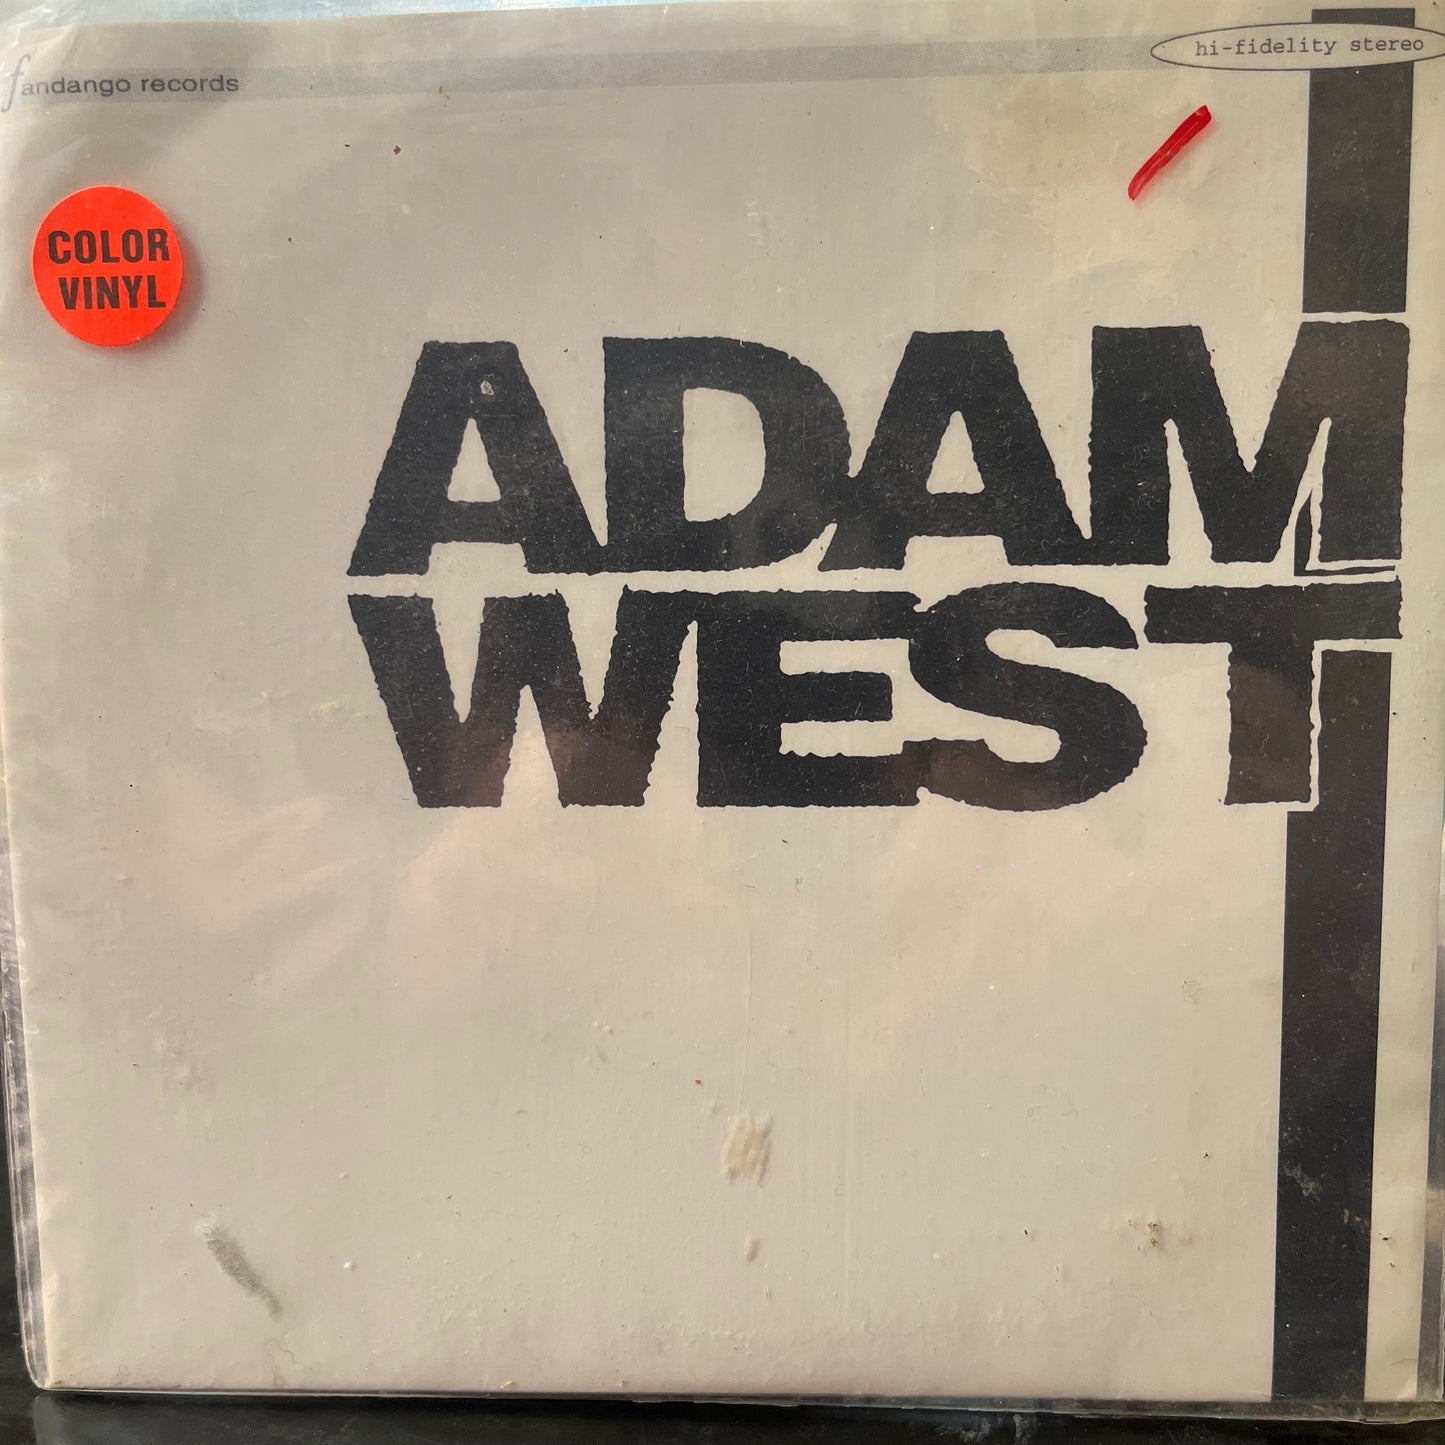 fandango records
hi-fidelity stereo
COLOR
VINYL
ADAM
WEST